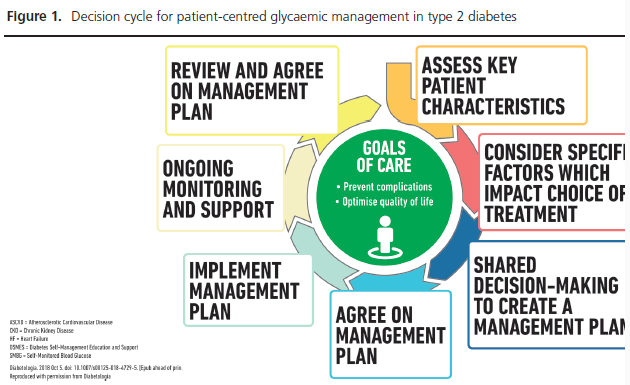 Figure 1. Decision cycle for patient-centred glycaemic management in type 2 diabetes
REVIEW AND AGREE
ON MANAGEMENT
PLAN
ASSESS KEY
PATIENT
CHARACTERISTICS
GOALS
OF CARE
• Prevent complications
• Optimise quality of life
CONSIDER SPECIFI
FACTORS WHICH
IMPACT CHOICE OF
TREATMENT
ONGOING
MONITORING
AND SUPPORT
SHARED
DECISION-MAKING
TO CREATE A
MANAGEMENT PLAN
IMPLEMENT
MANAGEMENT
PLAN
AGREE ON
MANAGEMENT
PLAN
ASCVD = Atherosclerotic Cardiovascular Disease
CKD = Chronic Kidney Disease
HF = Heart Failure
DSMES = Diabetes Self-Management Education and Support
SMBG = Self-Monitored Blood Glucose
Diabetologia. 2018 Oct 5. doi: 10.1007/s00125-018-4729-5. [Epub ahead of prin.
Reproduced with permission from Diabetologia